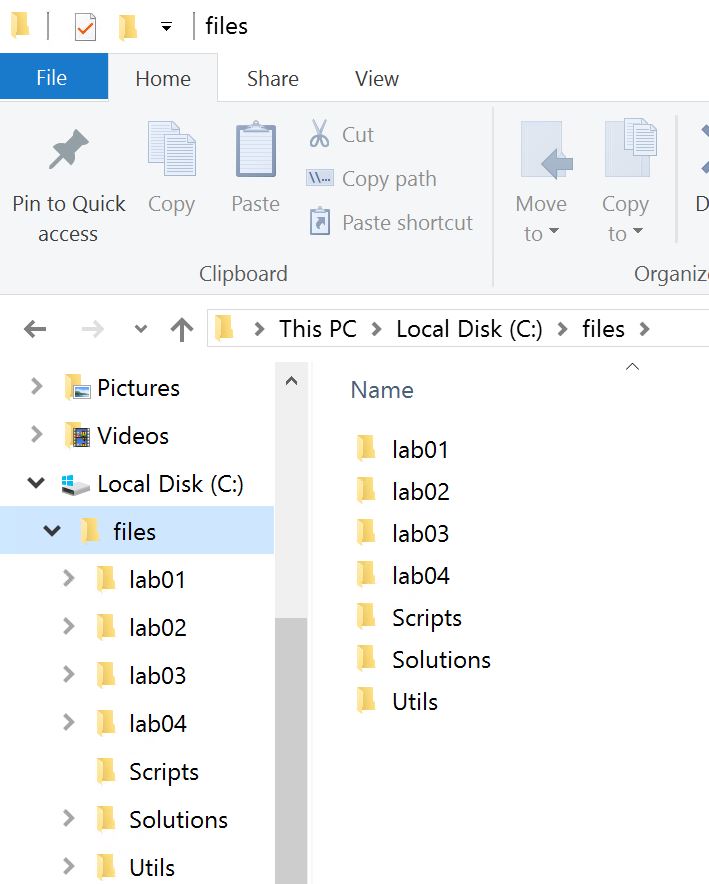 files
File Home Share View
Pin to Quick access
Copy
Paste
Cut
Copy path
Paste shortcut
Move to
Copy to
Clipboard
Organiz
This PC > Local Disk (C:) > files >
Pictures
Videos
Local Disk (C:)
files
lab01
lab02
lab03
lab04
Scripts
Solutions
Utils
Name
lab01
lab02
lab03
lab04
Scripts
Solutions
Utils